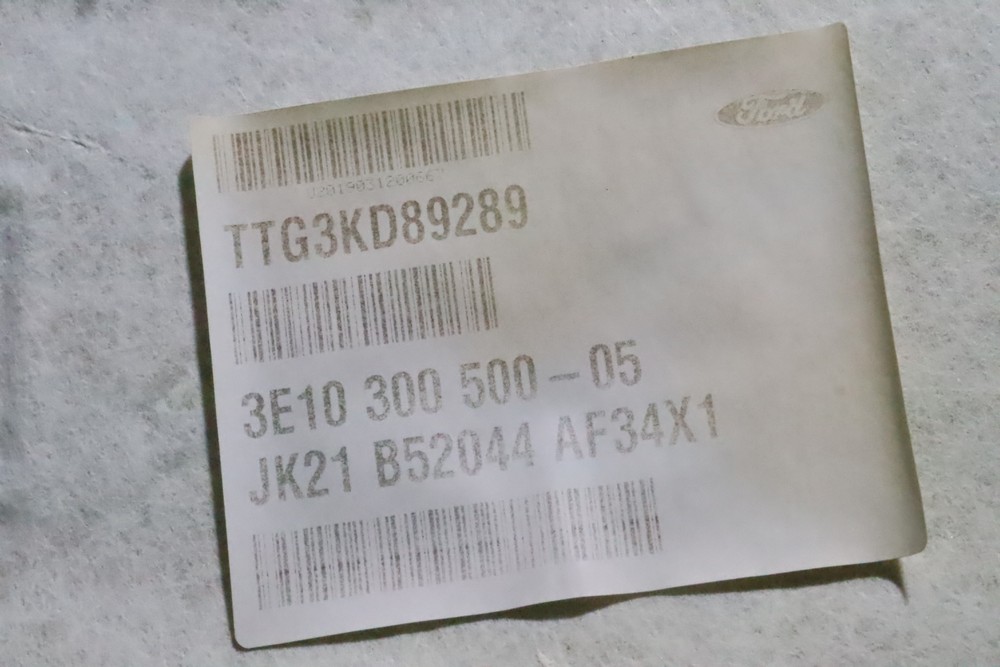 Ford
TTG3KD89289
3E10 300 500-05
JK21 B52044 AF34X1